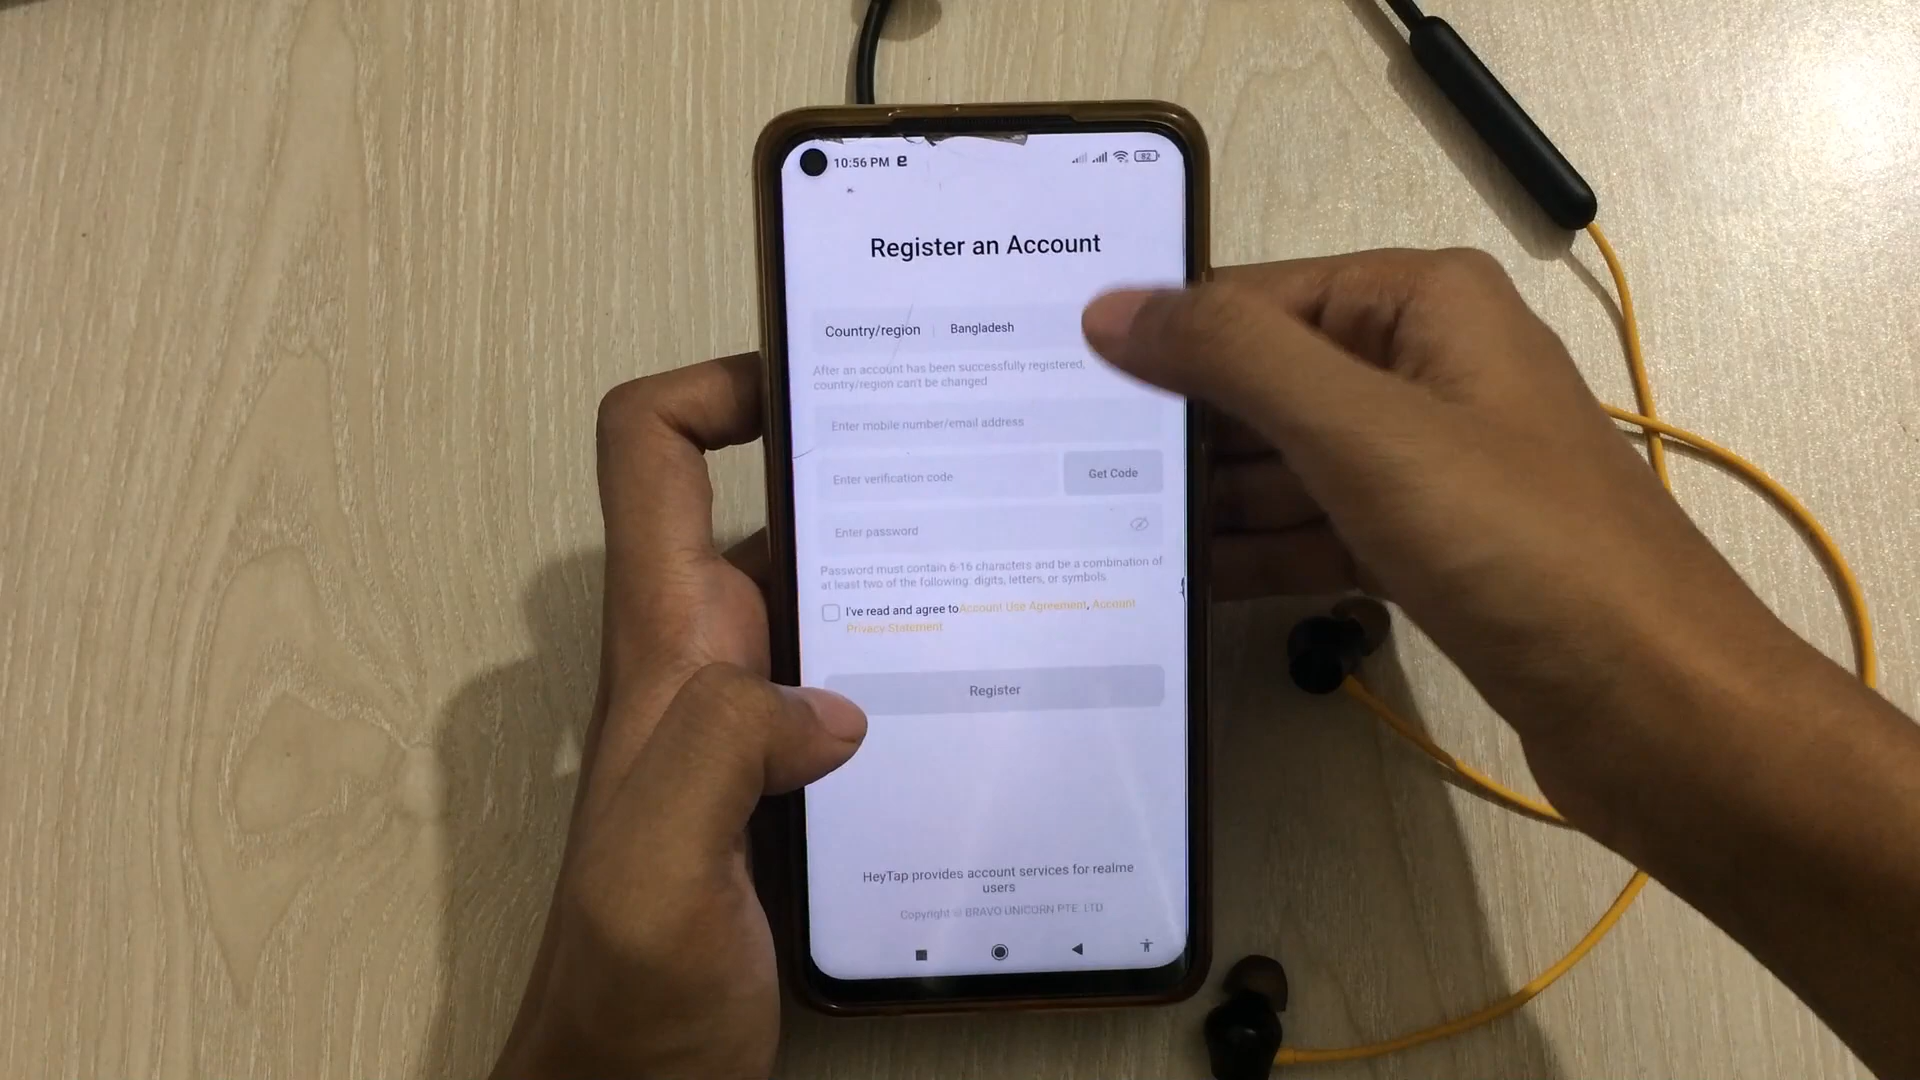 10:56 PM
82
Register an Account
Country/region
Bangladesh
After an account has been successfully registered,
country/region can't be changed
Enter mobile number/email address
Enter verification code
Get Code
Enter password
Password must contain 6-16 characters and be a combination of
at least two of the following: digits, letters, or symbols
I've read and agree to Account Use Agreement, Account
Privacy Statement
Register
HeyTap provides account services for realme
users
Copyright © BRAVO UNICORN PTE. LTD